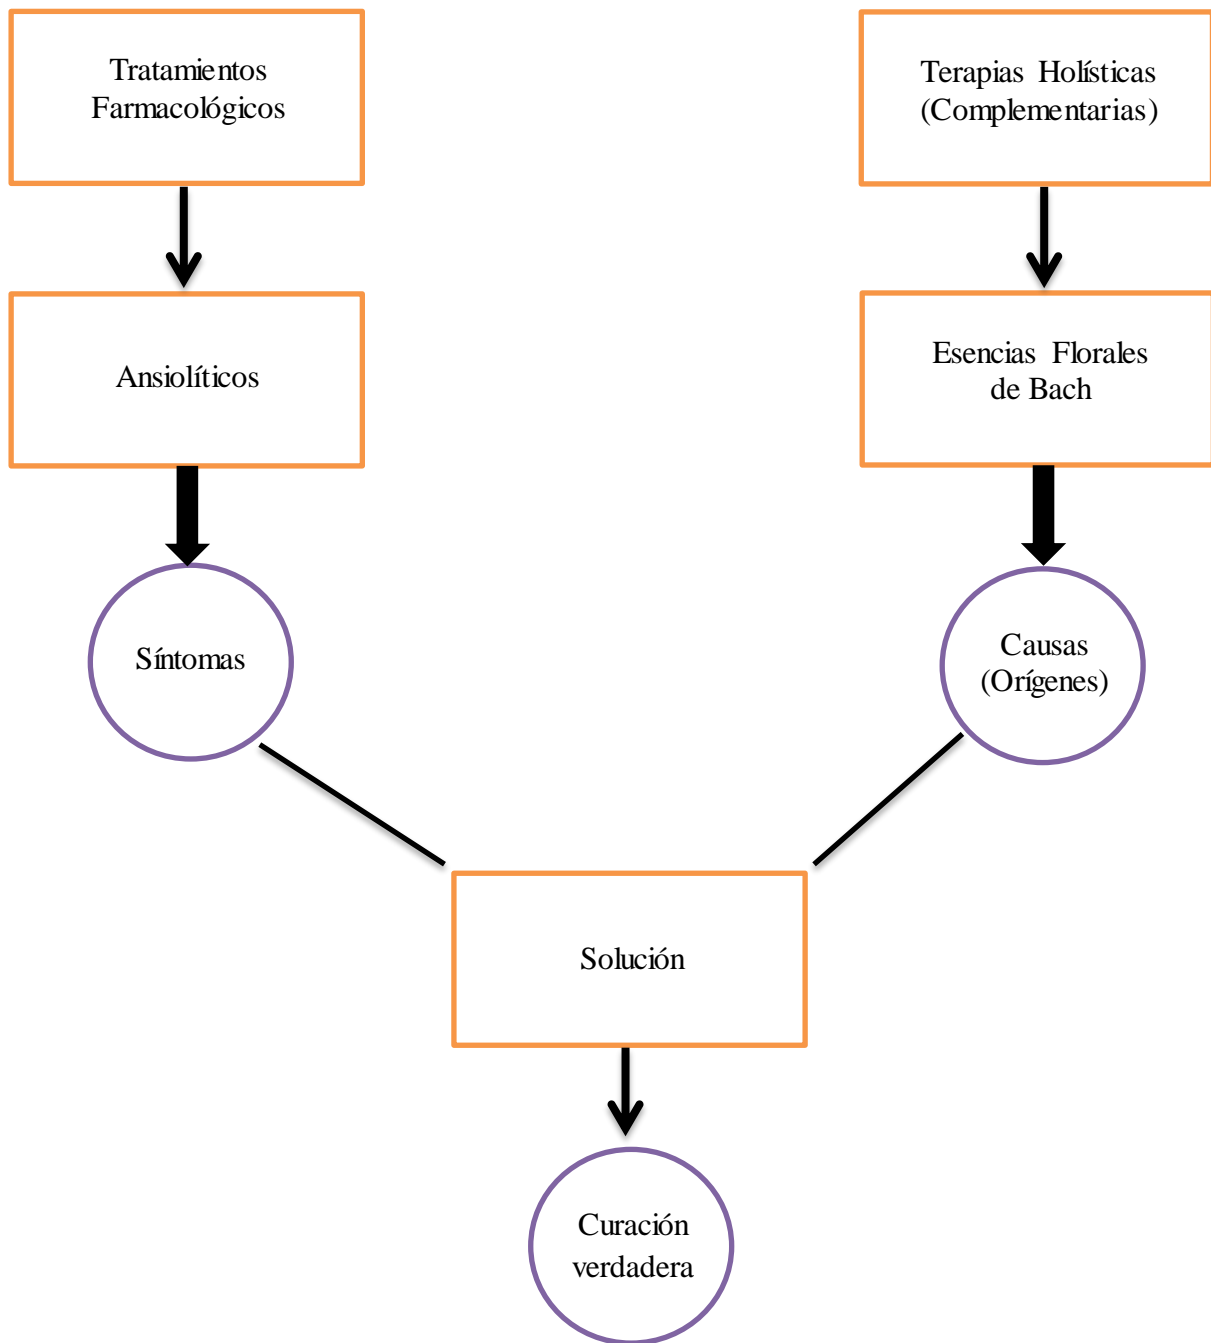 Tratamientos
Farmacológicos
Terapias Holísticas
(Complementarias)
Ansiolíticos
Esencias Florales
de Bach
Síntomas
Causas
(Orígenes)
Solución
Curación
verdadera